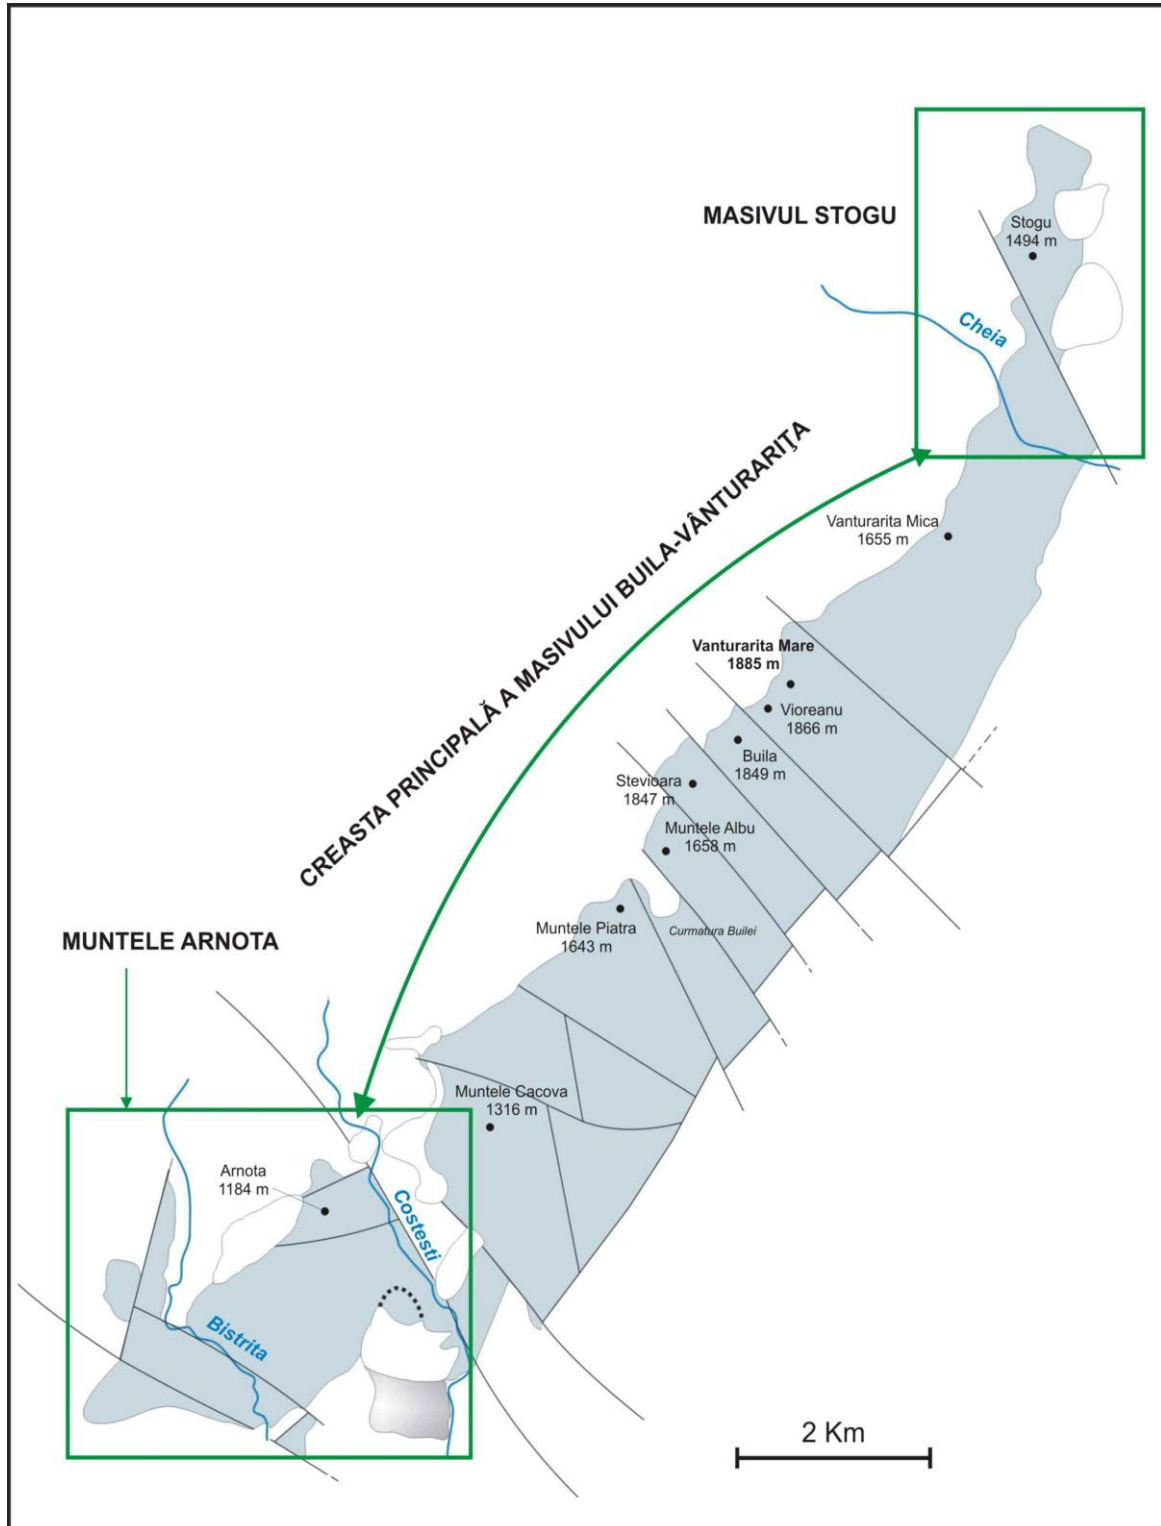 MASIVUL STOGU
Stogu
1494 m
Cheia
CREASTA PRINCIPALĂ A MASIVULUI BUILA-VÂNTURARIŢA
Vanturarita Mica
1655 m
Vanturarita Mare
1885 m
Vioreanu
1866 m
Buila
1849 m
Stevioara
1847 m
Muntele Albu
1658 m
Muntele Piatra
1643 m
Curmatura Builei
MUNTELE ARNOTA
Muntele Cacova
1316 m
Arnota
1184 m
Costesti
Bistrita
2 Km